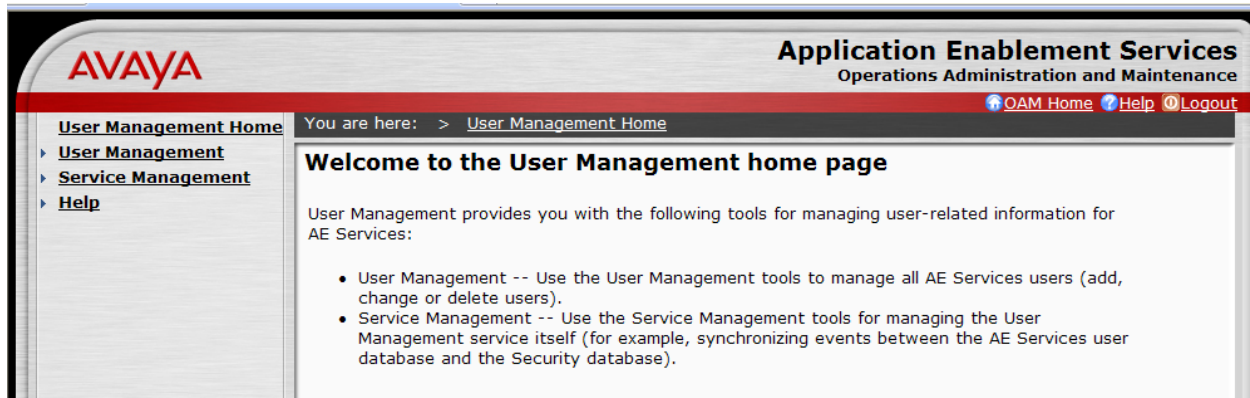 AVAYA
Application Enablement Services
Operations Administration and Maintenance
OAM Home Help Logout
User Management Home
User Management
Service Management
Help
You are here: > User Management Home
Welcome to the User Management home page
User Management provides you with the following tools for managing user-related information for
AE Services:
• User Management -- Use the User Management tools to manage all AE Services users (add,
change or delete users).
• Service Management -- Use the Service Management tools for managing the User
Management service itself (for example, synchronizing events between the AE Services user
database and the Security database).